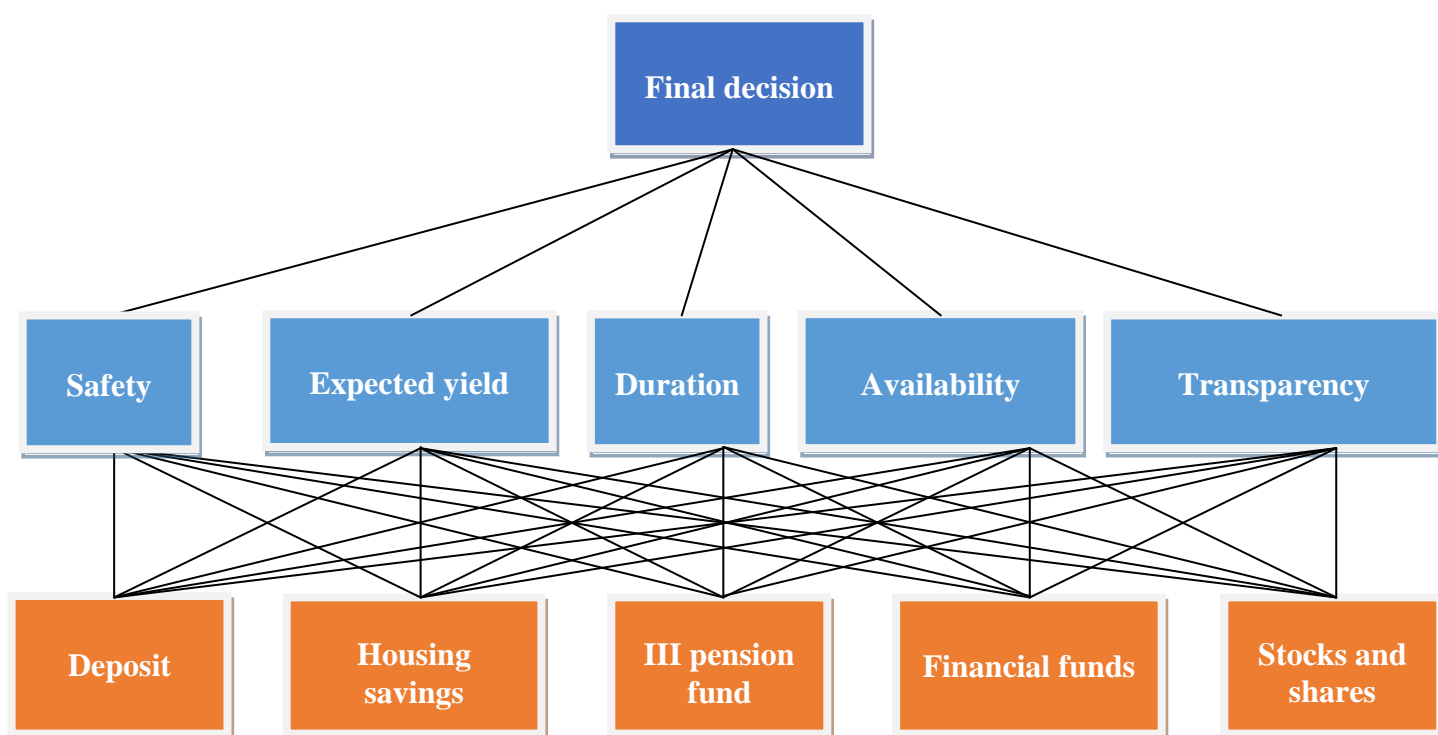 Final decision
Safety
Expected yield
Duration
Availability
Transparency
Deposit
Housing
savings
III pension
fund
Financial funds
Stocks and
shares